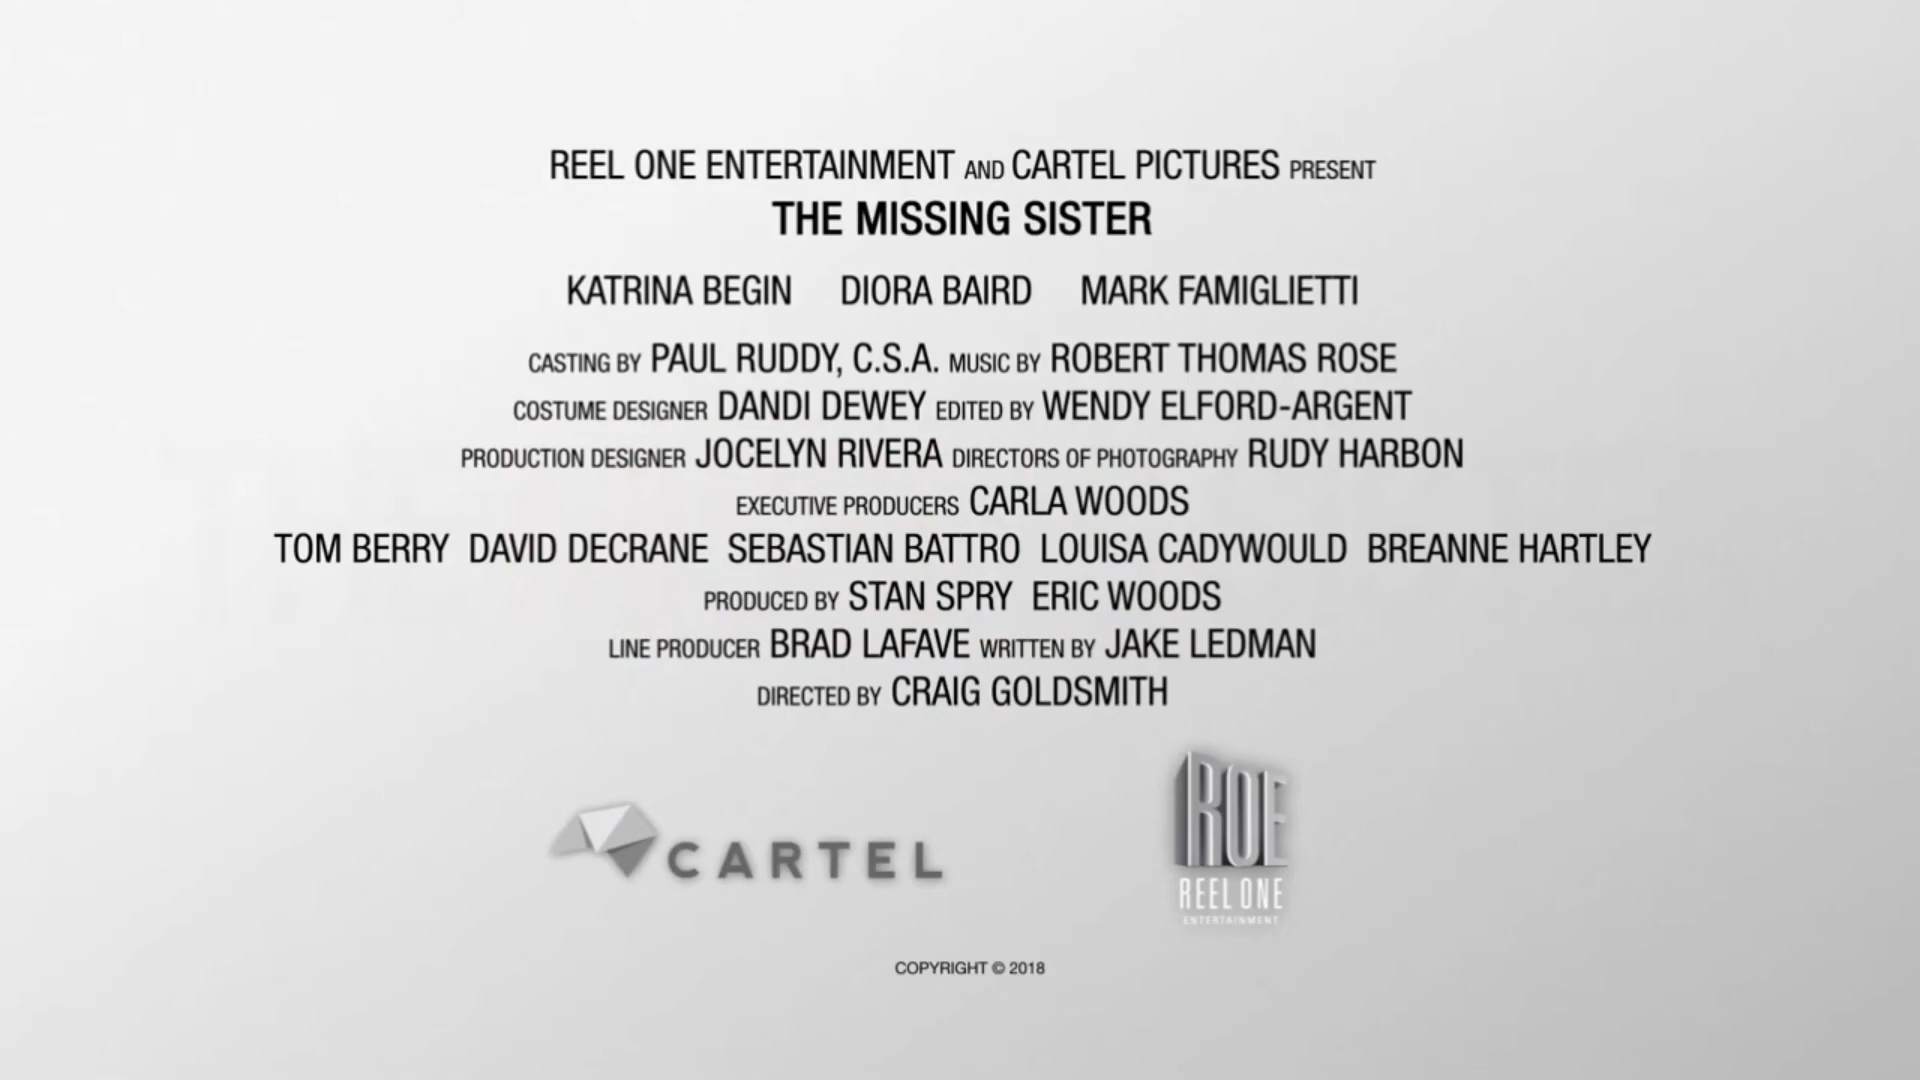 REEL ONE ENTERTAINMENT AND CARTEL PICTURES PRESENT
THE MISSING SISTER
KATRINA BEGIN DIORA BAIRD MARK FAMIGLIETTI
CASTING BY PAUL RUDDY, C.S.A. MUSIC BY ROBERT THOMAS ROSE
COSTUME DESIGNER DANDI DEWEY EDITED BY WENDY ELFORD-ARGENT
PRODUCTION DESIGNER JOCELYN RIVERA DIRECTORS OF PHOTOGRAPHY RUDY HARBON
EXECUTIVE PRODUCERS CARLA WOODS
TOM BERRY DAVID DECRANE SEBASTIAN BATTRO LOUISA CADYWOULD BREANNE HARTLEY
PRODUCED BY STAN SPRY ERIC WOODS
LINE PRODUCER BRAD LAFAVE WRITTEN BY JAKE LEDMAN
DIRECTED BY CRAIG GOLDSMITH
CARTEL
ROE
REEL ONE
ENTERTAINMENT
COPYRIGHT © 2018